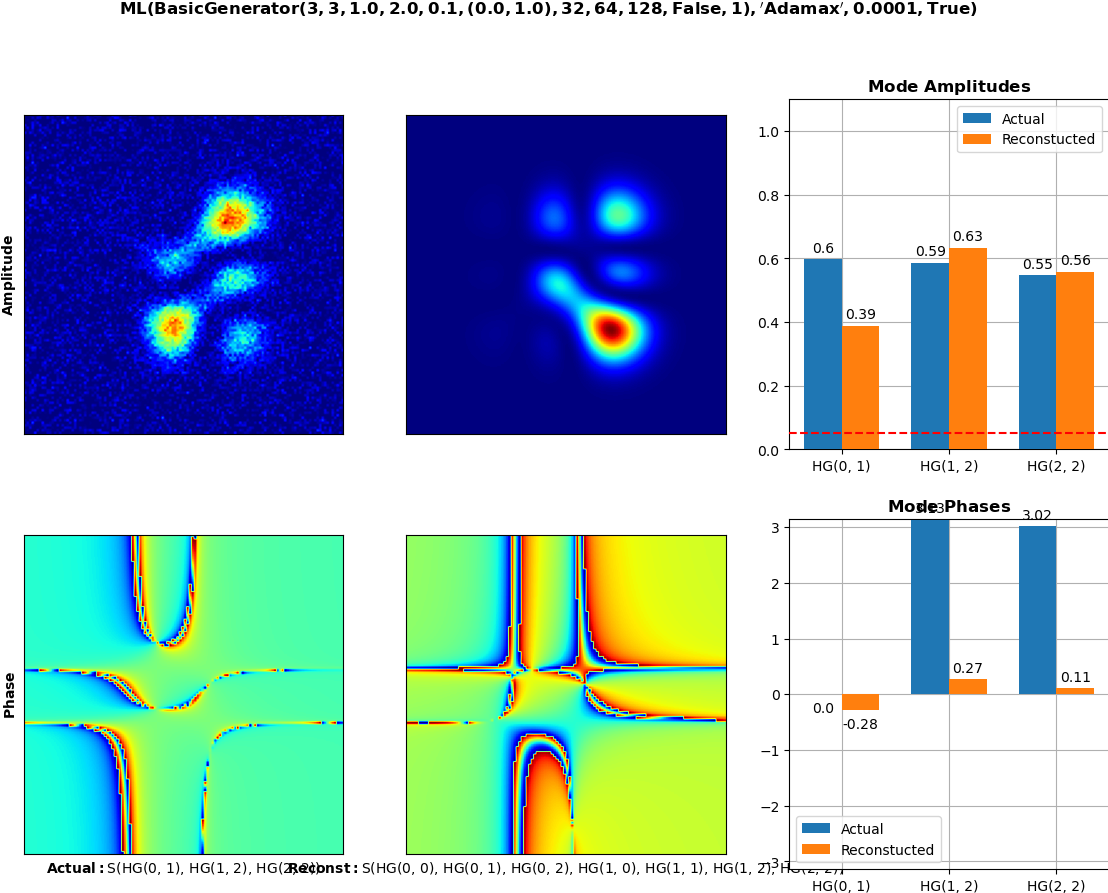 ML(BasicGenerator(3, 3, 1.0, 2.0, 0.1, (0.0, 1.0), 32, 64, 128, False, 1), 'Adamax', 0.0001, True)
Mode Amplitudes
Amplitude
Actual
Reconstucted
1.0
0.8
0.6
0.4
0.2
0.0
0.6
0.39
0.59
0.63
0.55
0.56
HG(0, 1)
HG(1, 2)
HG(2, 2)
Mode Phases
Phase
3
2
1
0
−1
−2
−3
0.0
-0.28
3.13
0.27
3.02
0.11
Actual
Reconstucted
HG(0, 1)
HG(1, 2)
HG(2, 2)
Actual: S(HG(0, 1), HG(1, 2), HG(2, 2))
Reconst: S(HG(0, 0), HG(0, 1), HG(0, 2), HG(1, 0), HG(1, 1), HG(1, 2), HG(2, 2))